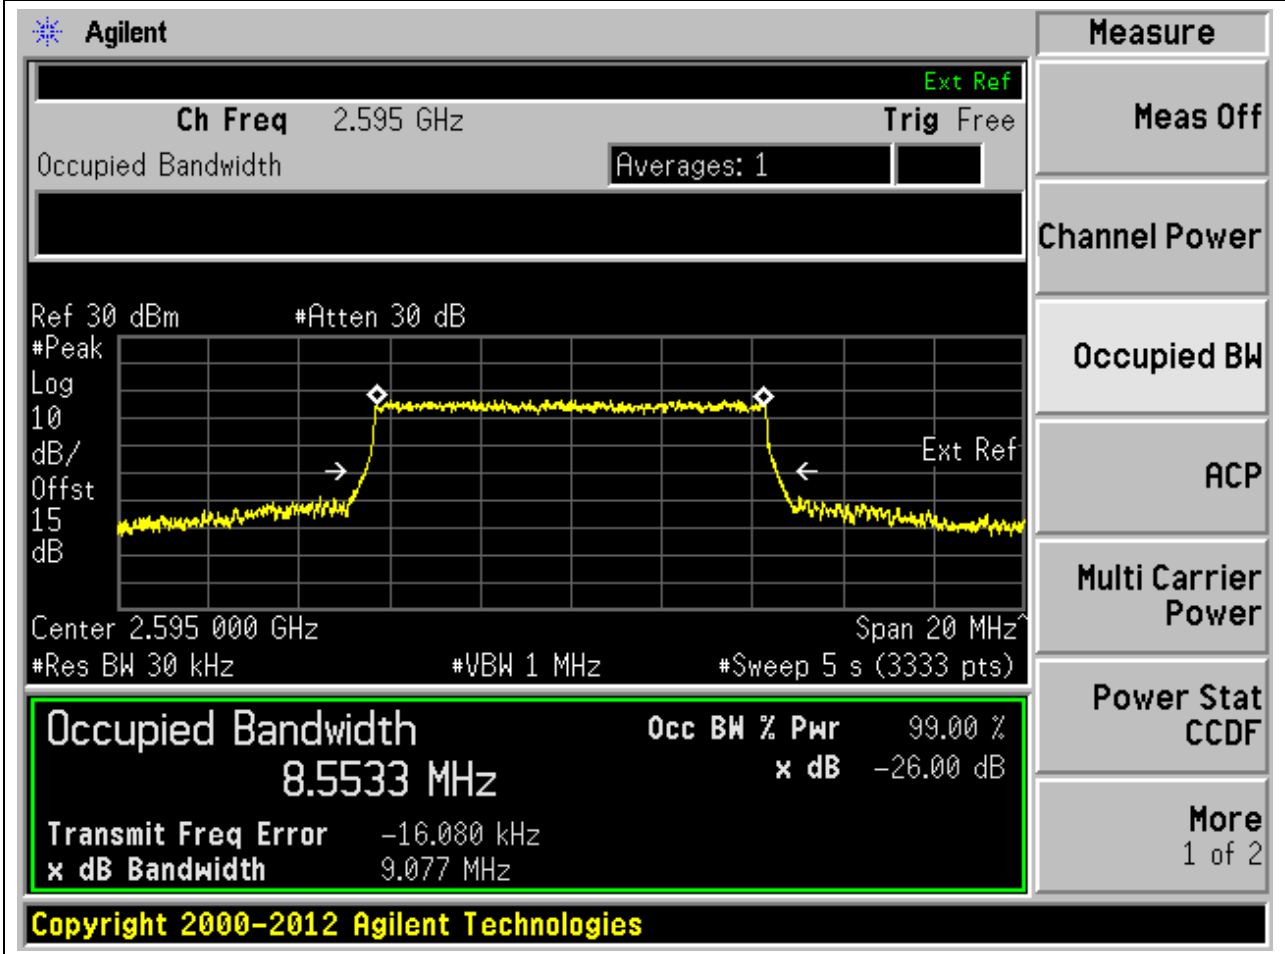 Agilent
Measure
Ext Ref
Ch Freq 2.595 GHz Trig Free
Occupied Bandwidth Averages: 1
Ref 30 dBm #Atten 30 dB
#Peak
Log
10
dB/
Offst
15
dB
Ext Ref
Center 2.595 000 GHz Span 20 MHz^
#Res BW 30 kHz #VBW 1 MHz #Sweep 5 s (3333 pts)
Occupied Bandwidth Occ BW % Pwr 99.00 %
8.5533 MHz x dB -26.00 dB
Transmit Freq Error -16.080 kHz
x dB Bandwidth 9.077 MHz
Copyright 2000-2012 Agilent Technologies
Meas Off
Channel Power
Occupied BW
ACP
Multi Carrier
Power
Power Stat
CCDF
More
1 of 2